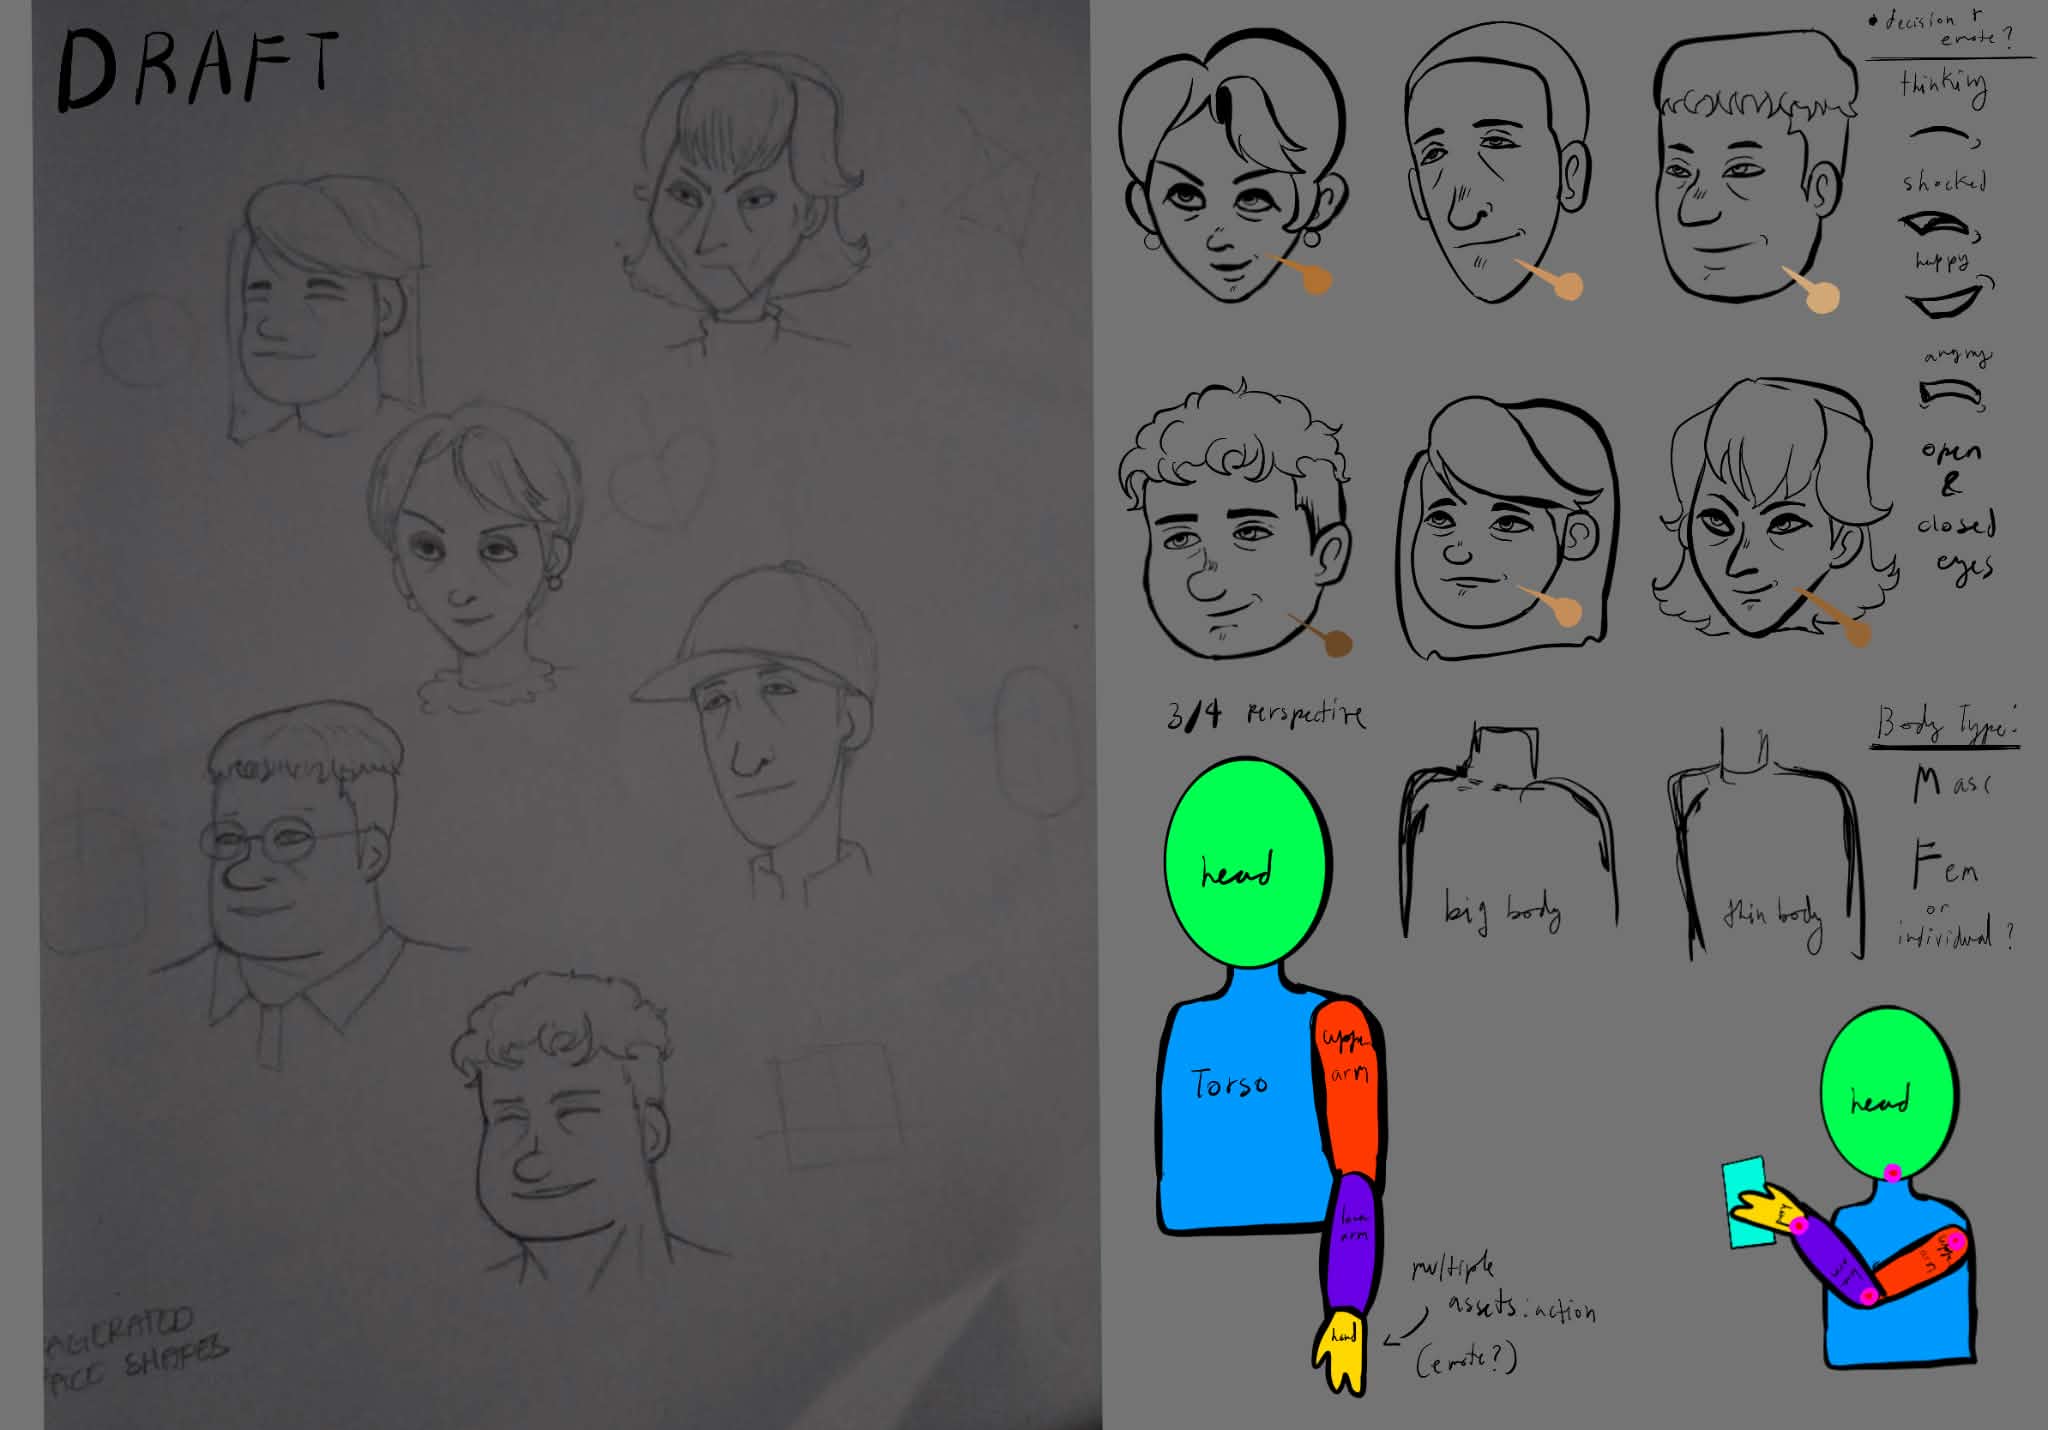 DRAFT
AGERATED
FACE SHAPES
decision +
emote?
thinking
shocked
happy
angry
open
&
closed
eyes
3/4 perspective
Body Type:
Masc
Fem
or
individual?
big body
thin body
head
Torso
upper
arm
lower
arm
hand
multiple
assets: action
(emote?)
head
upper
arm